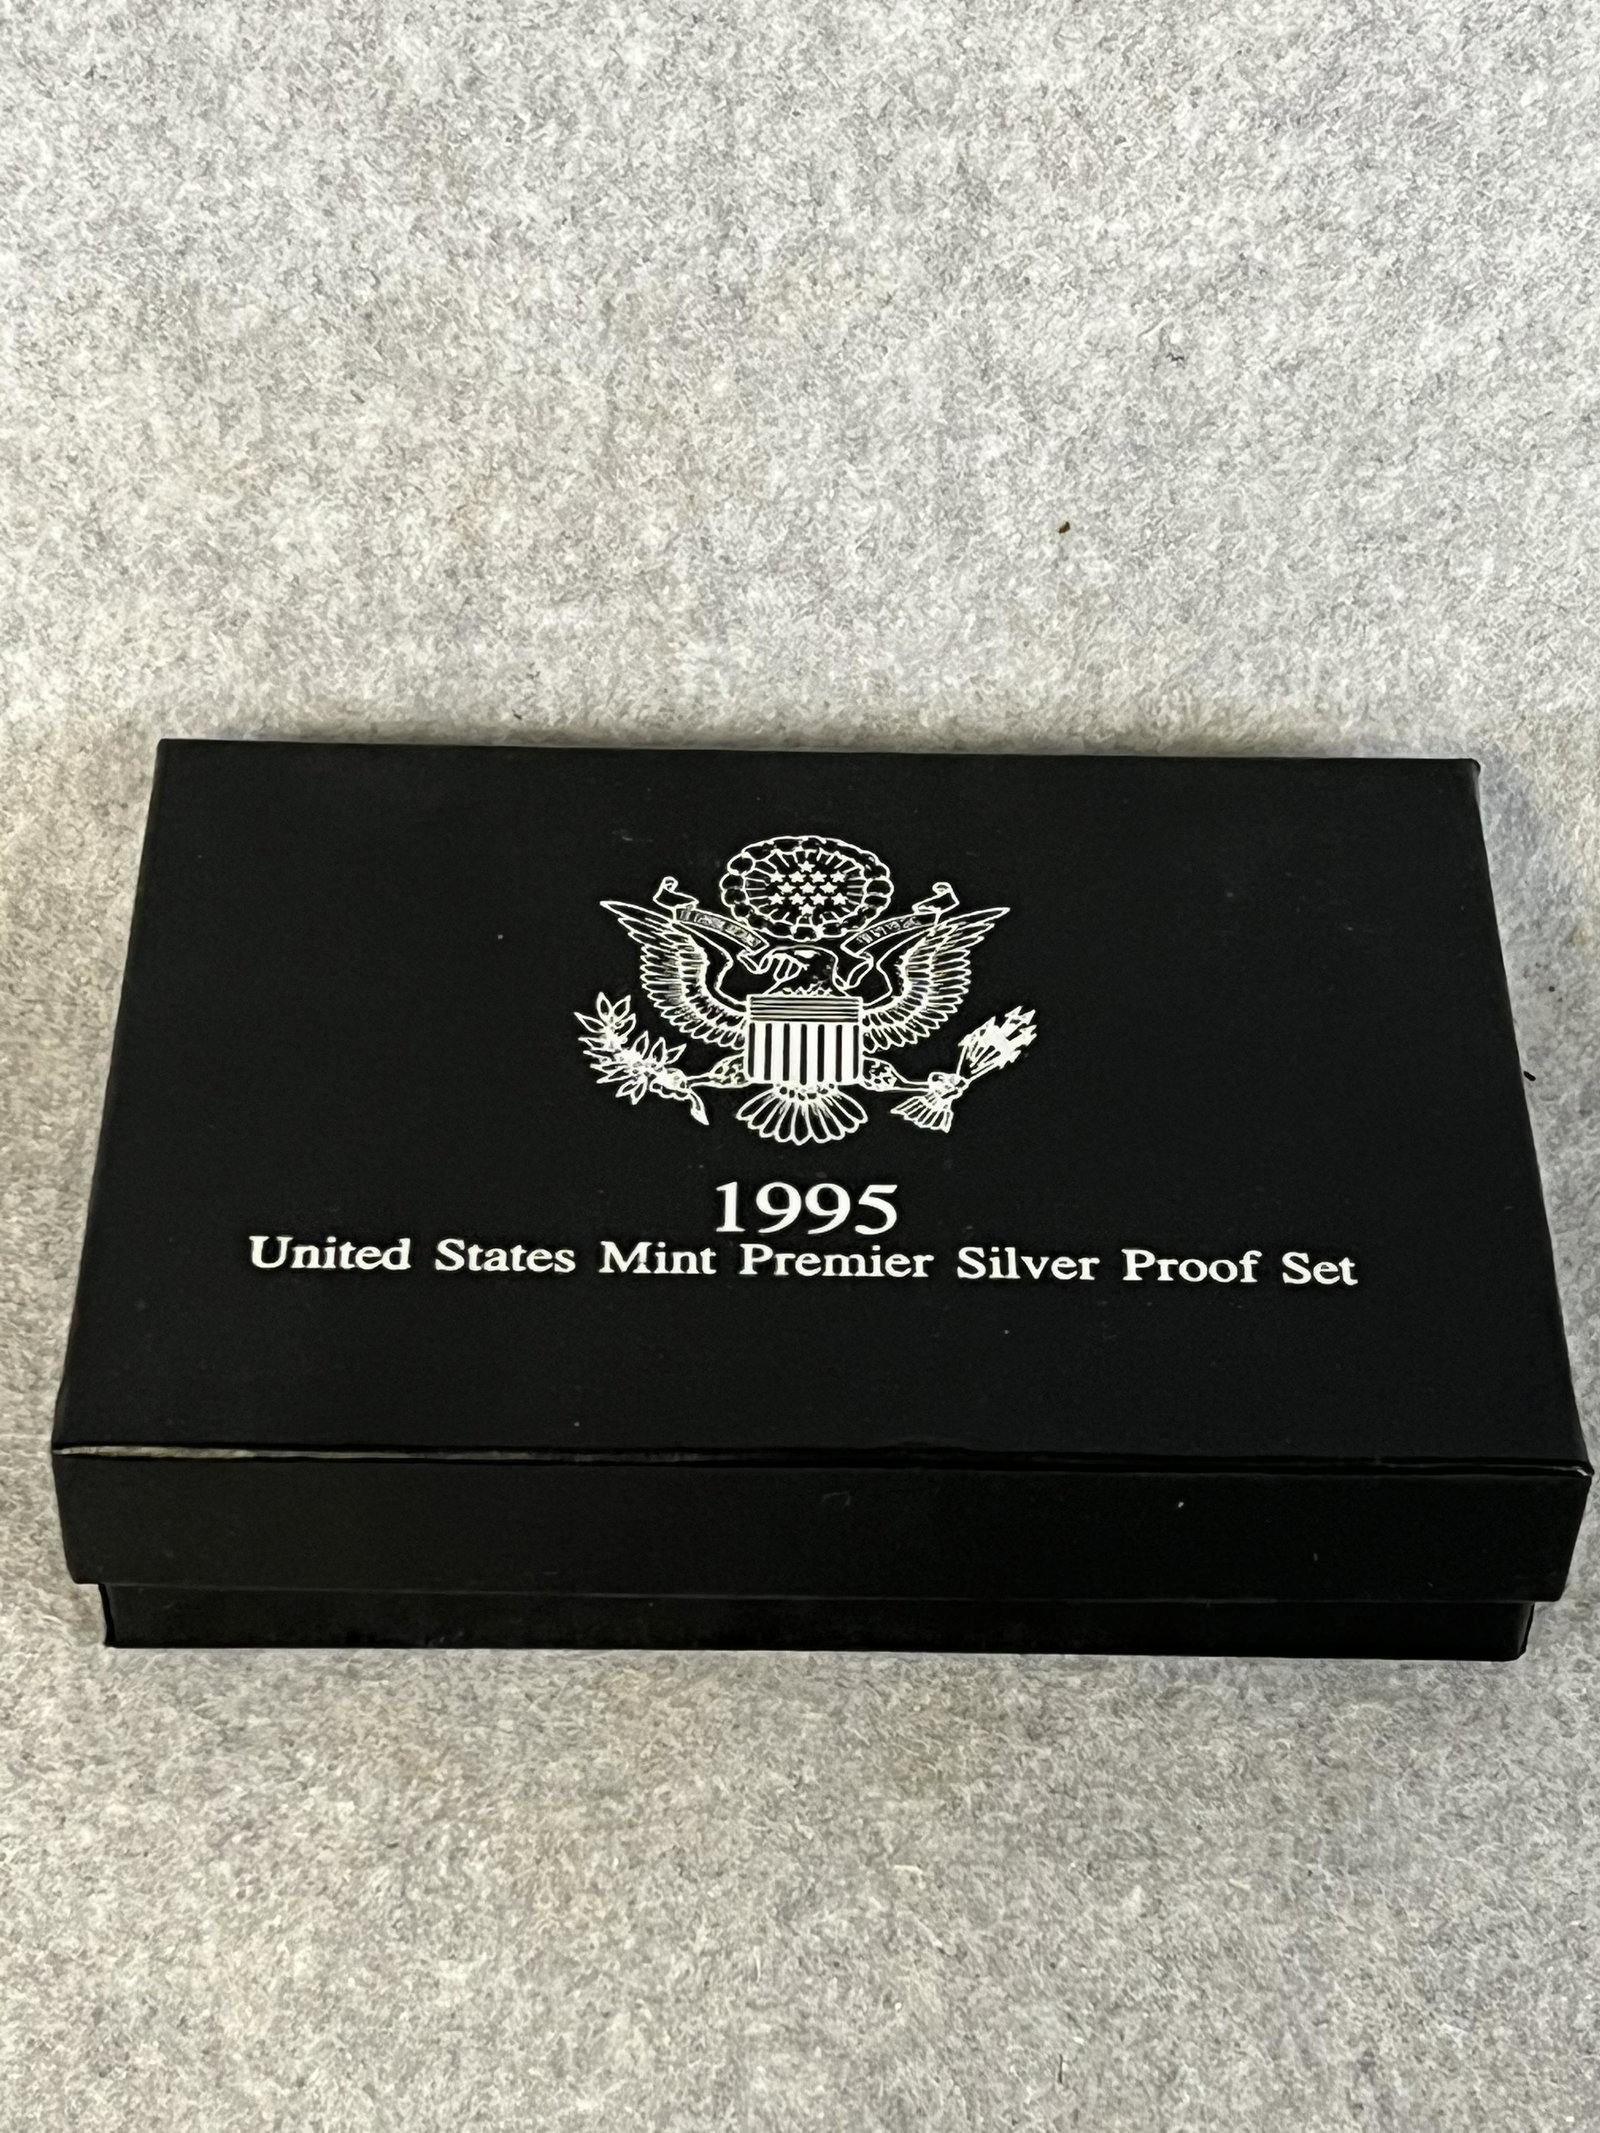 1995
United States Mint Premier Silver Proof Set